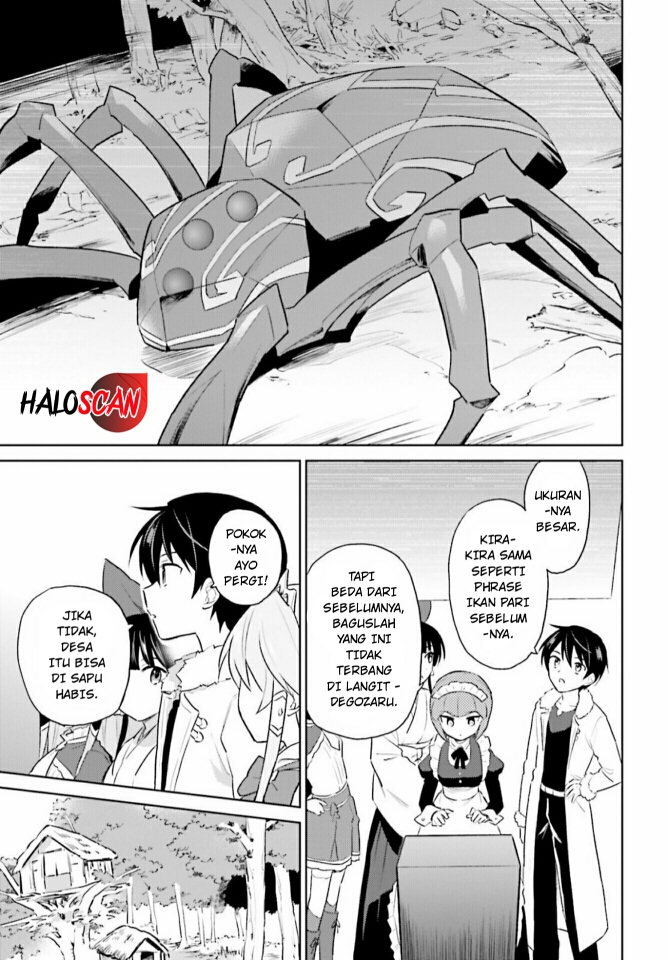 HALOSCAN
UKURAN
-NYA
BESAR.
KIRA-
KIRA SAMA
SEPERTI
PHRASE
IKAN PARI
SEBELUM
-NYA.
TAPI
BEDA DARI
SEBELUMNYA,
BAGUSLAH
YANG INI
TIDAK
TERBANG
DI LANGIT -
DEGOZARU.
POKOK
-NYA
AYO
PERGI!
JIKA
TIDAK,
DESA
ITU BISA
DI SAPU
HABIS.